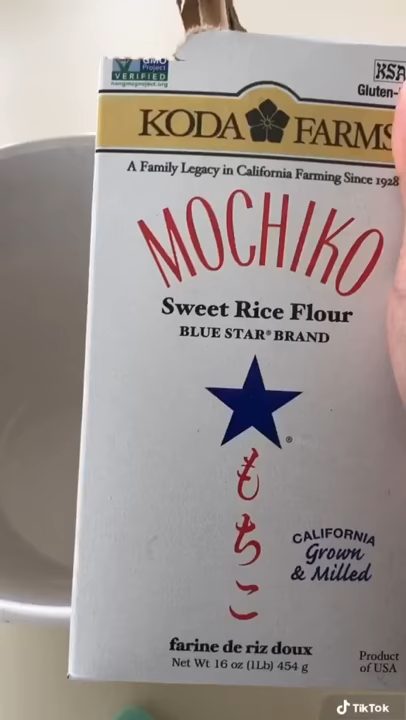 GMO
Project
VERIFIED
nongmoproject.org
KSA
Gluten-
KODA FARMS
A Family Legacy in California Farming Since 1928
MOCHIKO
Sweet Rice Flour
BLUE STAR® BRAND
®
もちこ
CALIFORNIA
Grown
& Milled
farine de riz doux
Net Wt 16 oz (1Lb) 454 g
Product
of USA
TikTok